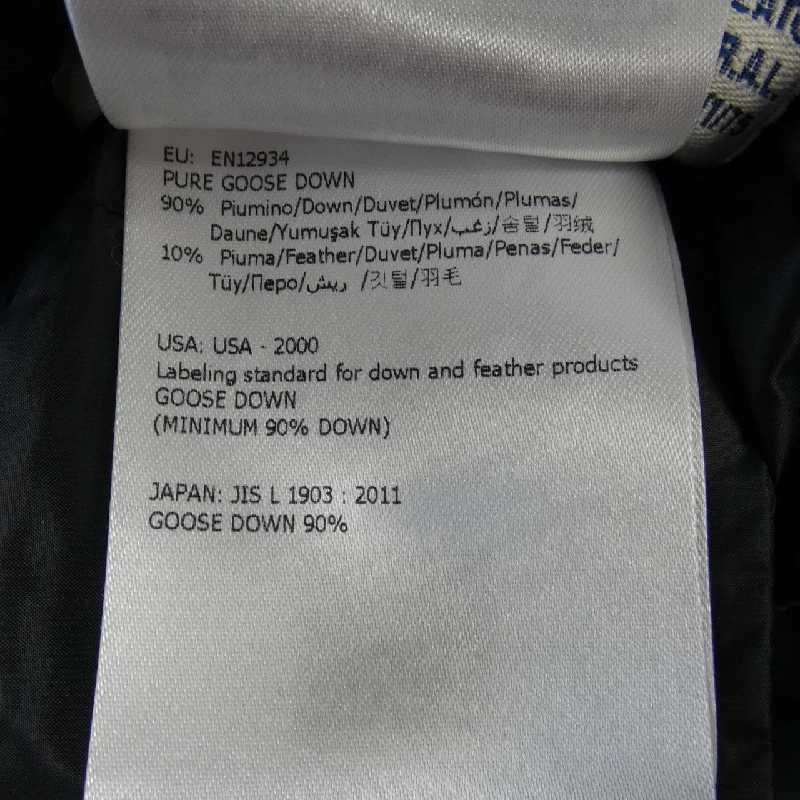 R.A.L.
EU: EN12934
PURE GOOSE DOWN
90% Piumino/Down/Duvet/Plumón/Plumas/
Daune/Yumuşak Tüy/Пух/زغب/솜털/羽绒
10% Piuma/Feather/Duvet/Pluma/Penas/Feder/
Tüy/Перо/ريش /깃털/羽毛
USA: USA - 2000
Labeling standard for down and feather products
GOOSE DOWN
(MINIMUM 90% DOWN)
JAPAN: JIS L 1903 : 2011
GOOSE DOWN 90%